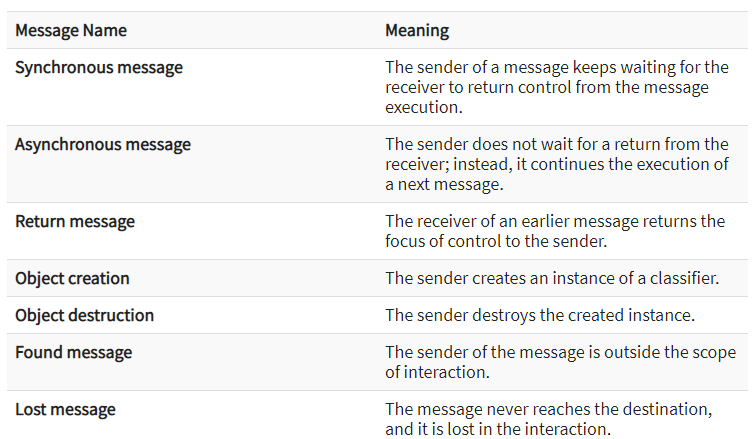 Message Name Meaning
Synchronous message The sender of a message keeps waiting for the
receiver to return control from the message
execution.
Asynchronous message The sender does not wait for a return from the
receiver; instead, it continues the execution of
a next message.
Return message The receiver of an earlier message returns the
focus of control to the sender.
Object creation The sender creates an instance of a classifier.
Object destruction The sender destroys the created instance.
Found message The sender of the message is outside the scope
of interaction.
Lost message The message never reaches the destination,
and it is lost in the interaction.